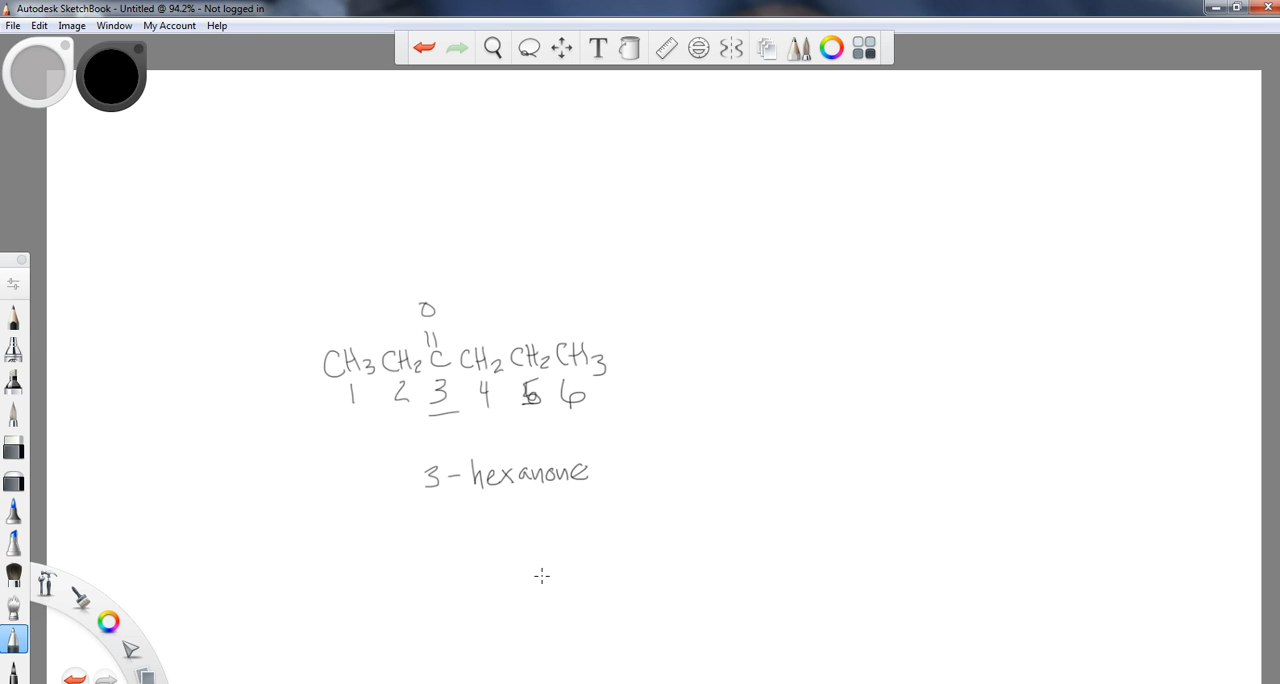 Autodesk SketchBook - Untitled @ 94.2% - Not logged in
File Edit Image Window My Account Help
T
O
CH3 CH2 C CH2 CH2 CH3
1 2 3 4 5 6
3 - hexanone